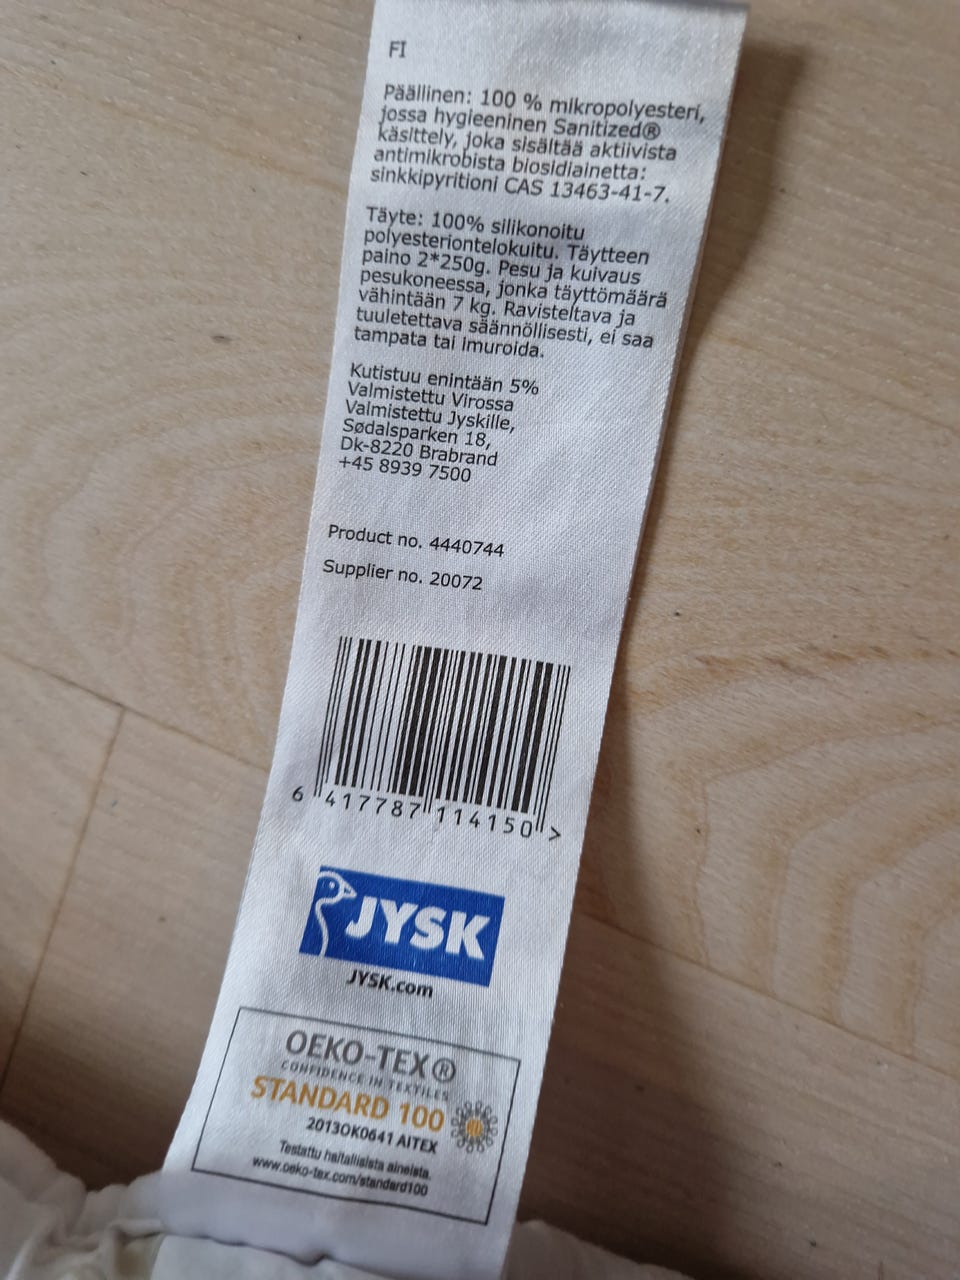 FI
Päällinen: 100 % mikropolyesteri,
jossa hygieeninen Sanitized®
käsittely, joka sisältää aktiivista
antimikrobista biosidiainetta:
sinkkipyritioni CAS 13463-41-7.
Täyte: 100% silikonoitu
polyesteriontelokuitu. Täytteen
paino 2*250g. Pesu ja kuivaus
pesukoneessa, jonka täyttömäärä
vähintään 7 kg. Ravisteltava ja
tuuletettava säännöllisesti, ei saa
tampata tai imuroida.
Kutistuu enintään 5%
Valmistettu Virossa
Valmistettu Jyskille,
Sødalsparken 18,
Dk-8220 Brabrand
+45 8939 7500
Product no. 4440744
Supplier no. 20072
6 417787 114150 >
JYSK
JYSK.com
OEKO-TEX®
CONFIDENCE IN TEXTILES
STANDARD 100
2013OK0641 AITEX
Testattu haitallisista aineista.
www.oeko-tex.com/standard100